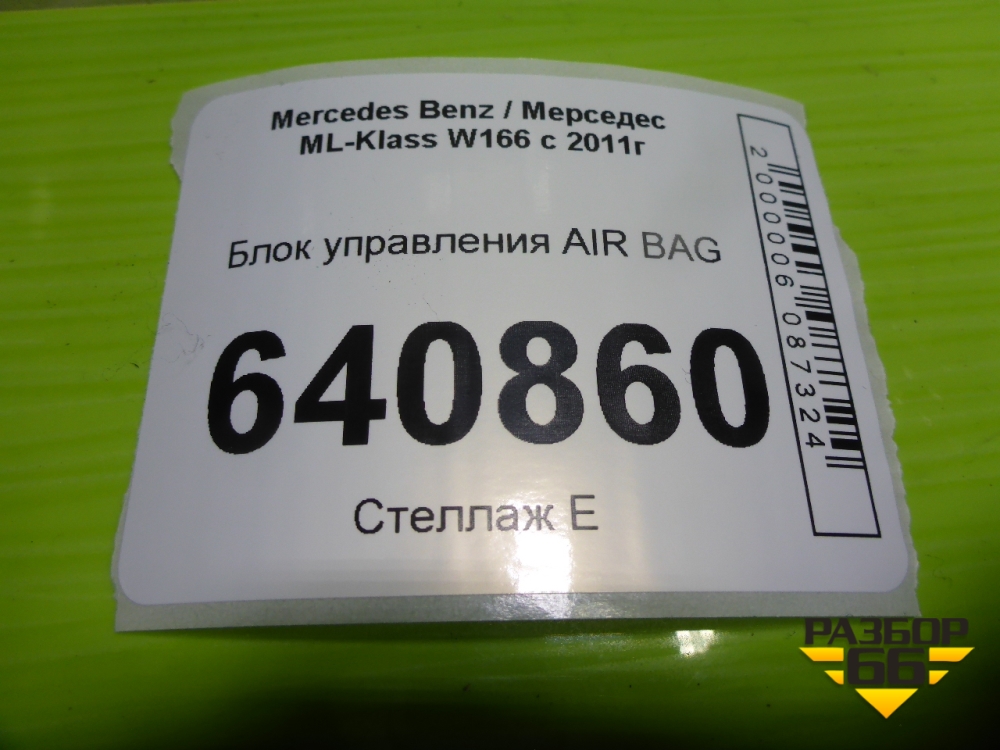 Mercedes Benz / Мерседес
ML-Klass W166 с 2011г
Блок управления AIR BAG
640860
Стеллаж Е
2000006087324
РАЗБОР
66